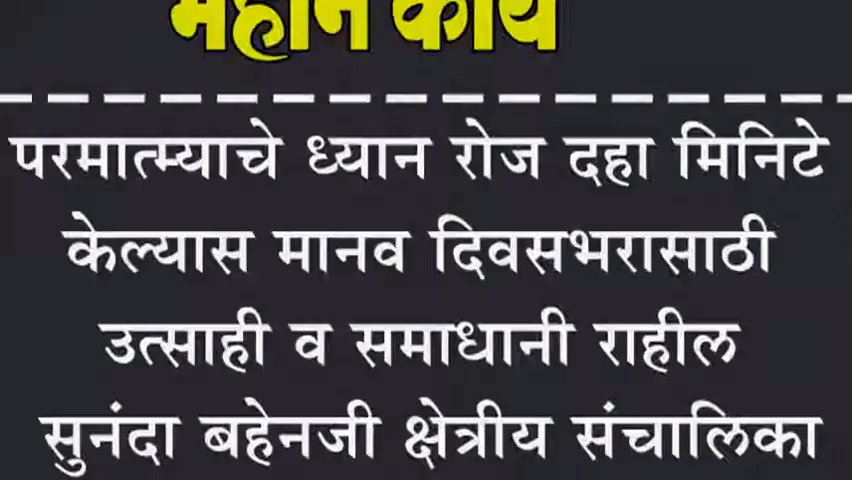 महान कार्य
परमात्म्याचे ध्यान रोज दहा मिनिटे
केल्यास मानव दिवसभरासाठी
उत्साही व समाधानी राहील
सुनंदा बहेनजी क्षेत्रीय संचालिका